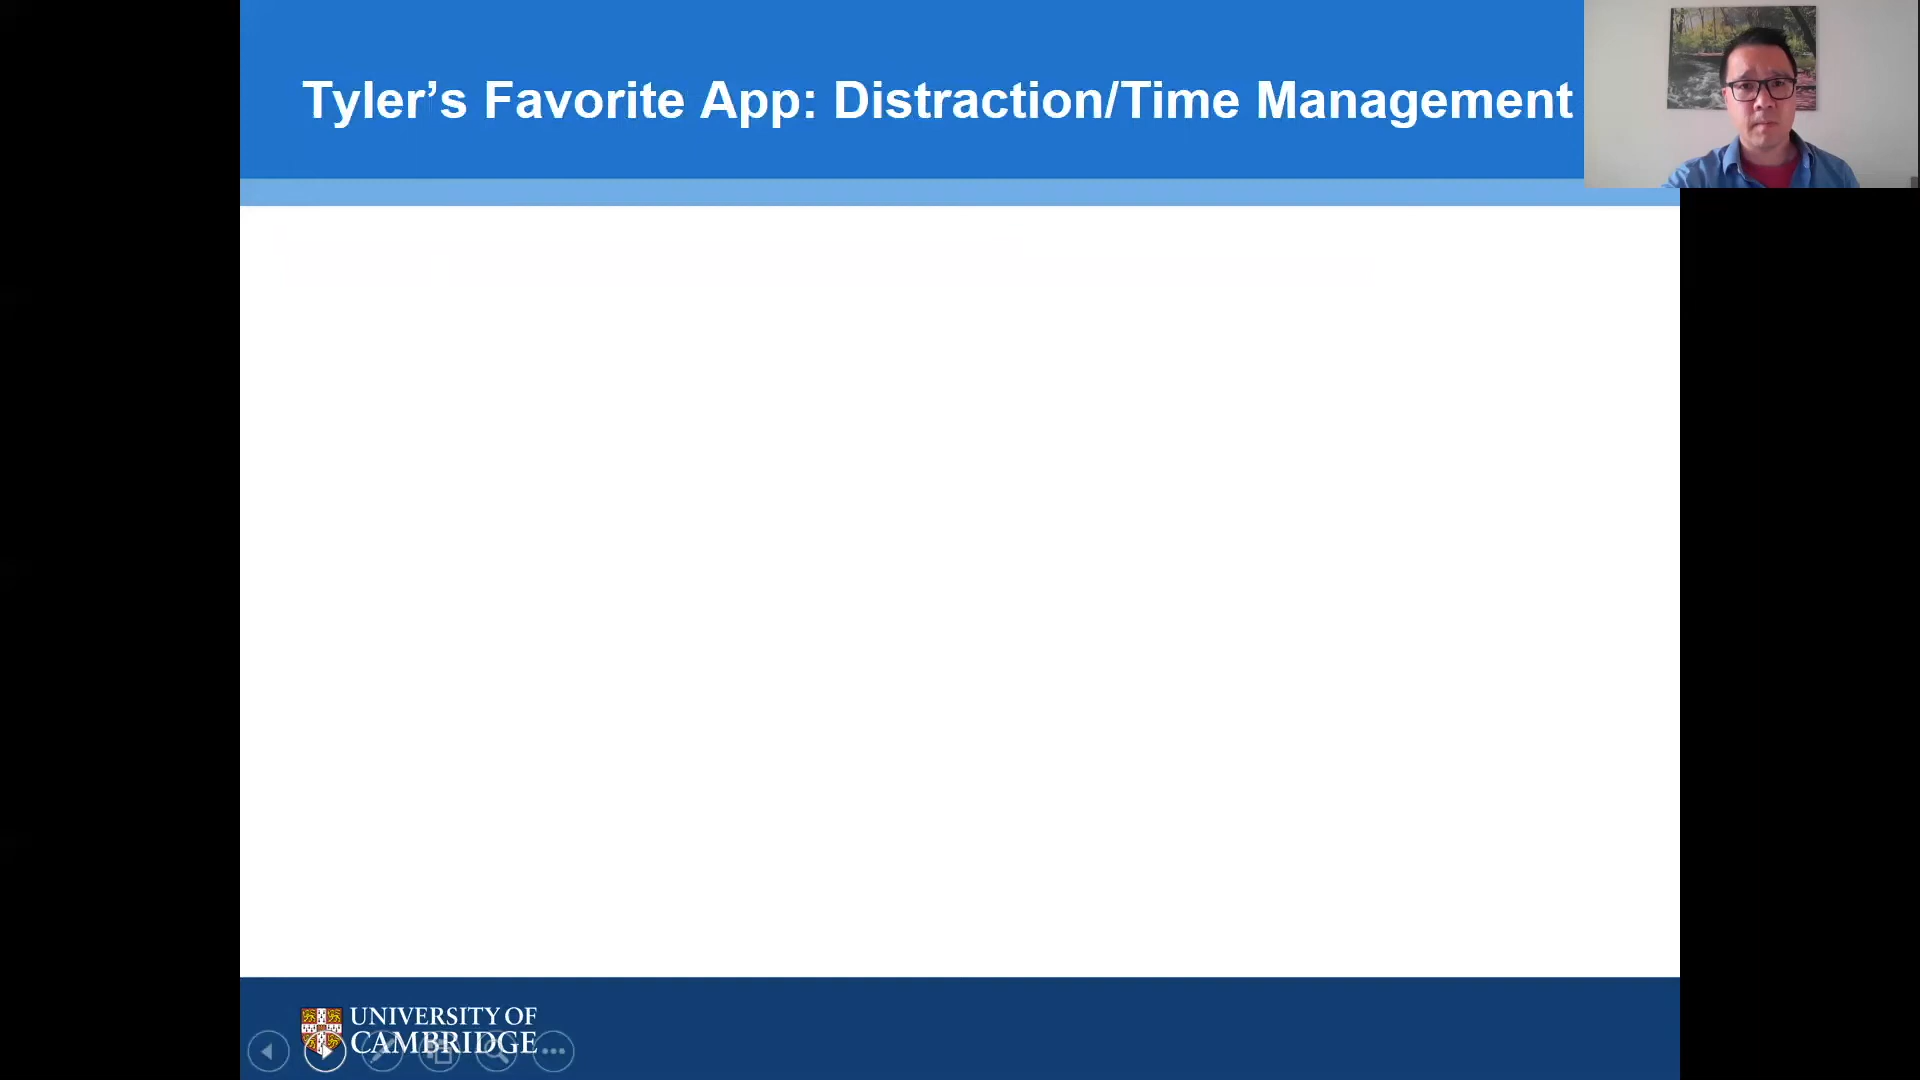 Tyler’s Favorite App: Distraction/Time Management
UNIVERSITY OF
CAMBRIDGE